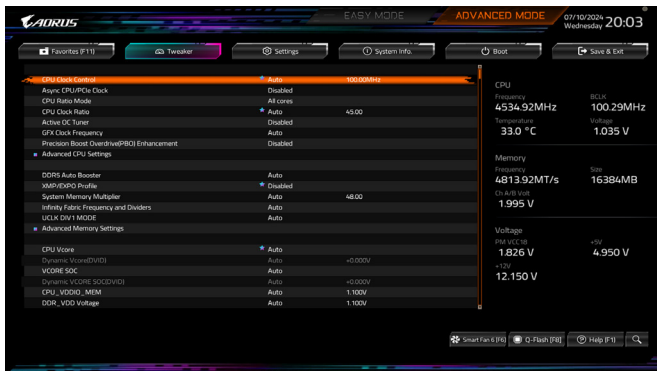 AORUS
EASY MODE
ADVANCED MODE
07/10/2024
Wednesday
20:03
Favorites (F11)
Tweaker
Settings
System Info.
Boot
Save & Exit
CPU Clock Control ★ Auto 100.00MHz
Async CPU/PCIe Clock Disabled
CPU Ratio Mode All cores
CPU Clock Ratio ★ Auto 45.00
Active OC Tuner Disabled
GFX Clock Frequency Auto
Precision Boost Overdrive(PBO) Enhancement Disabled
Advanced CPU Settings
DDR5 Auto Booster Auto
XMP/EXPO Profile ★ Disabled
System Memory Multiplier Auto 48.00
Infinity Fabric Frequency and Dividers Auto
UCLK DIV1 MODE Auto
Advanced Memory Settings
CPU Vcore ★ Auto
Dynamic Vcore(DVID) Auto +0.000V
VCORE SOC Auto
Dynamic VCORE SOC(DVID) Auto +0.000V
CPU_VDDIO_MEM Auto 1.100V
DDR_VDD Voltage Auto 1.100V
CPU
Frequency BCLK
4534.92MHz 100.29MHz
Temperature Voltage
33.0 °C 1.035 V
Memory
Frequency Size
4813.92MT/s 16384MB
Ch A/B Volt
1.995 V
Voltage
PM VCC18 +5V
1.826 V 4.950 V
+12V
12.150 V
Smart Fan 6 (F6)
Q-Flash (F8)
Help (F1)